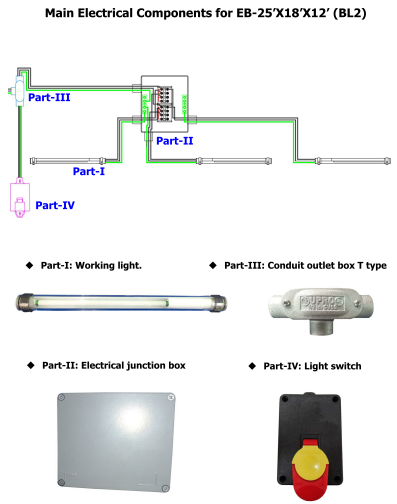 Main Electrical Components for EB-25’X18’X12’ (BL2)
Part-III
Part-II
Part-I
Part-IV
◆ Part-I: Working light.
◆ Part-III: Conduit outlet box T type
◆ Part-II: Electrical junction box
◆ Part-IV: Light switch